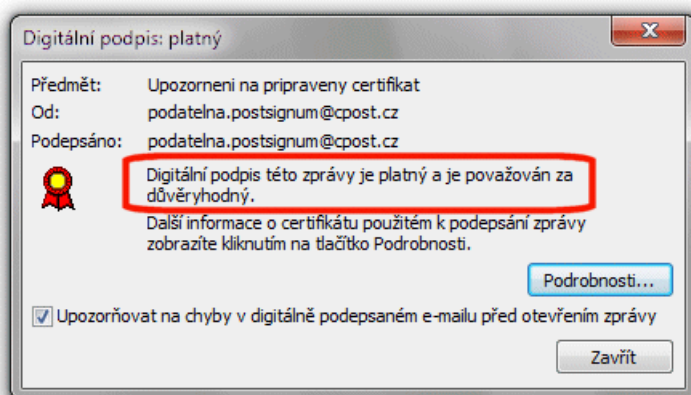 Digitální podpis: platný
Předmět: Upozorneni na pripraveny certifikat
Od: podatelna.postsignum@cpost.cz
Podepsáno: podatelna.postsignum@cpost.cz
Digitální podpis této zprávy je platný a je považován za
důvěryhodný.
Další informace o certifikátu použitém k podepsání zprávy
zobrazíte kliknutím na tlačítko Podrobnosti.
Podrobnosti...
Upozorňovat na chyby v digitálně podepsaném e-mailu před otevřením zprávy
Zavřít